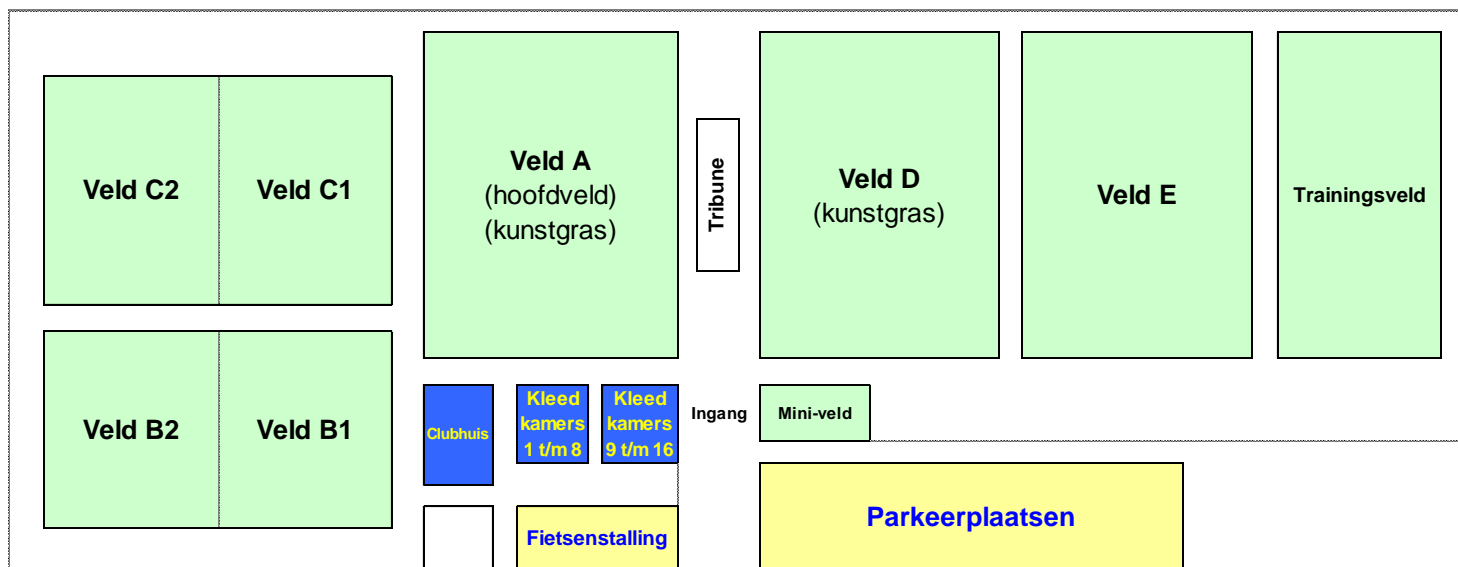 Veld C2
Veld C1
Veld A
(hoofdveld)
(kunstgras)
Tribune
Veld D
(kunstgras)
Veld E
Trainingsveld
Veld B2
Veld B1
Clubhuis
Kleed
kamers
1 t/m 8
Kleed
kamers
9 t/m 16
Ingang
Mini-veld
Fietsenstalling
Parkeerplaatsen